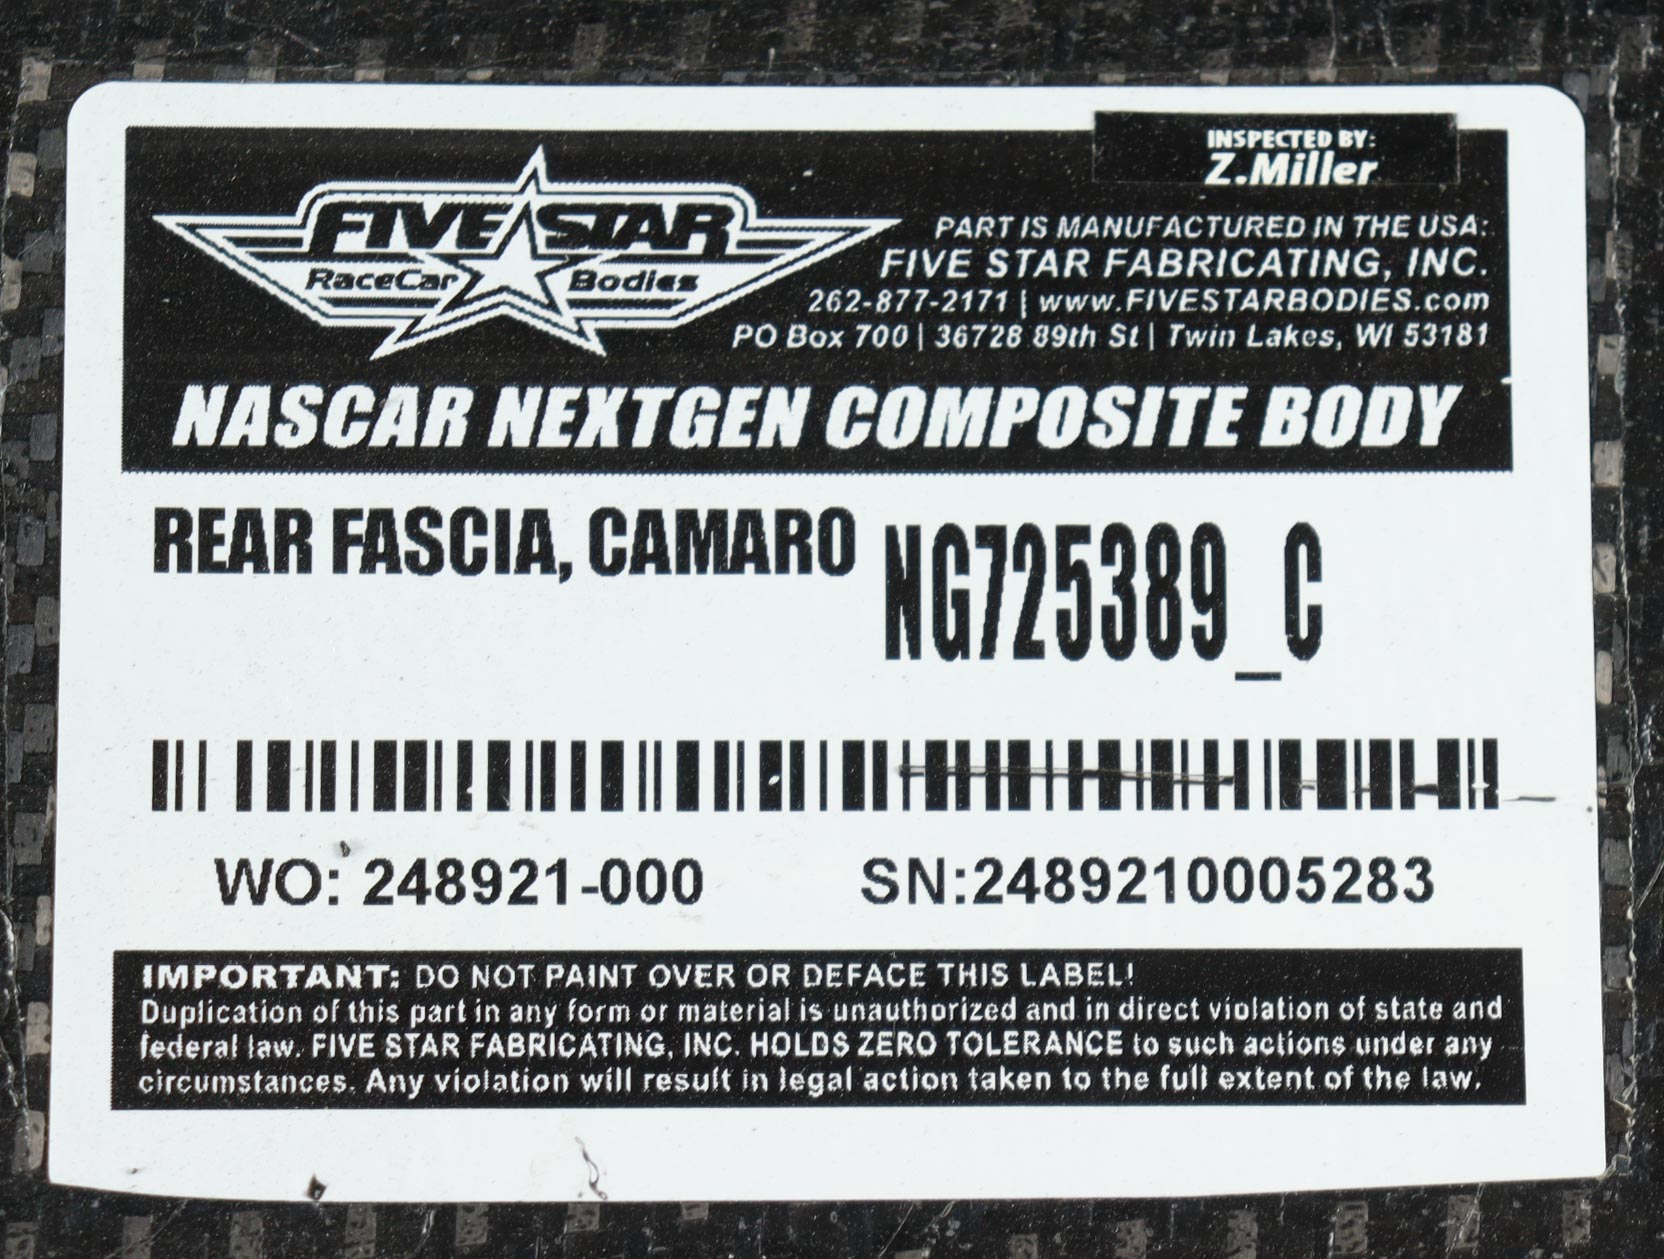 INSPECTED BY:
Z.Miller
FIVE STAR
RaceCar Bodies
PART IS MANUFACTURED IN THE USA:
FIVE STAR FABRICATING, INC.
262-877-2171 | www.FIVESTARBODIES.com
PO Box 700 | 36728 89th St | Twin Lakes, WI 53181
NASCAR NEXTGEN COMPOSITE BODY
REAR FASCIA, CAMARO NG725389_C
WO: 248921-000 SN:2489210005283
IMPORTANT: DO NOT PAINT OVER OR DEFACE THIS LABEL!
Duplication of this part in any form or material is unauthorized and in direct violation of state and
federal law. FIVE STAR FABRICATING, INC. HOLDS ZERO TOLERANCE to such actions under any
circumstances. Any violation will result in legal action taken to the full extent of the law.